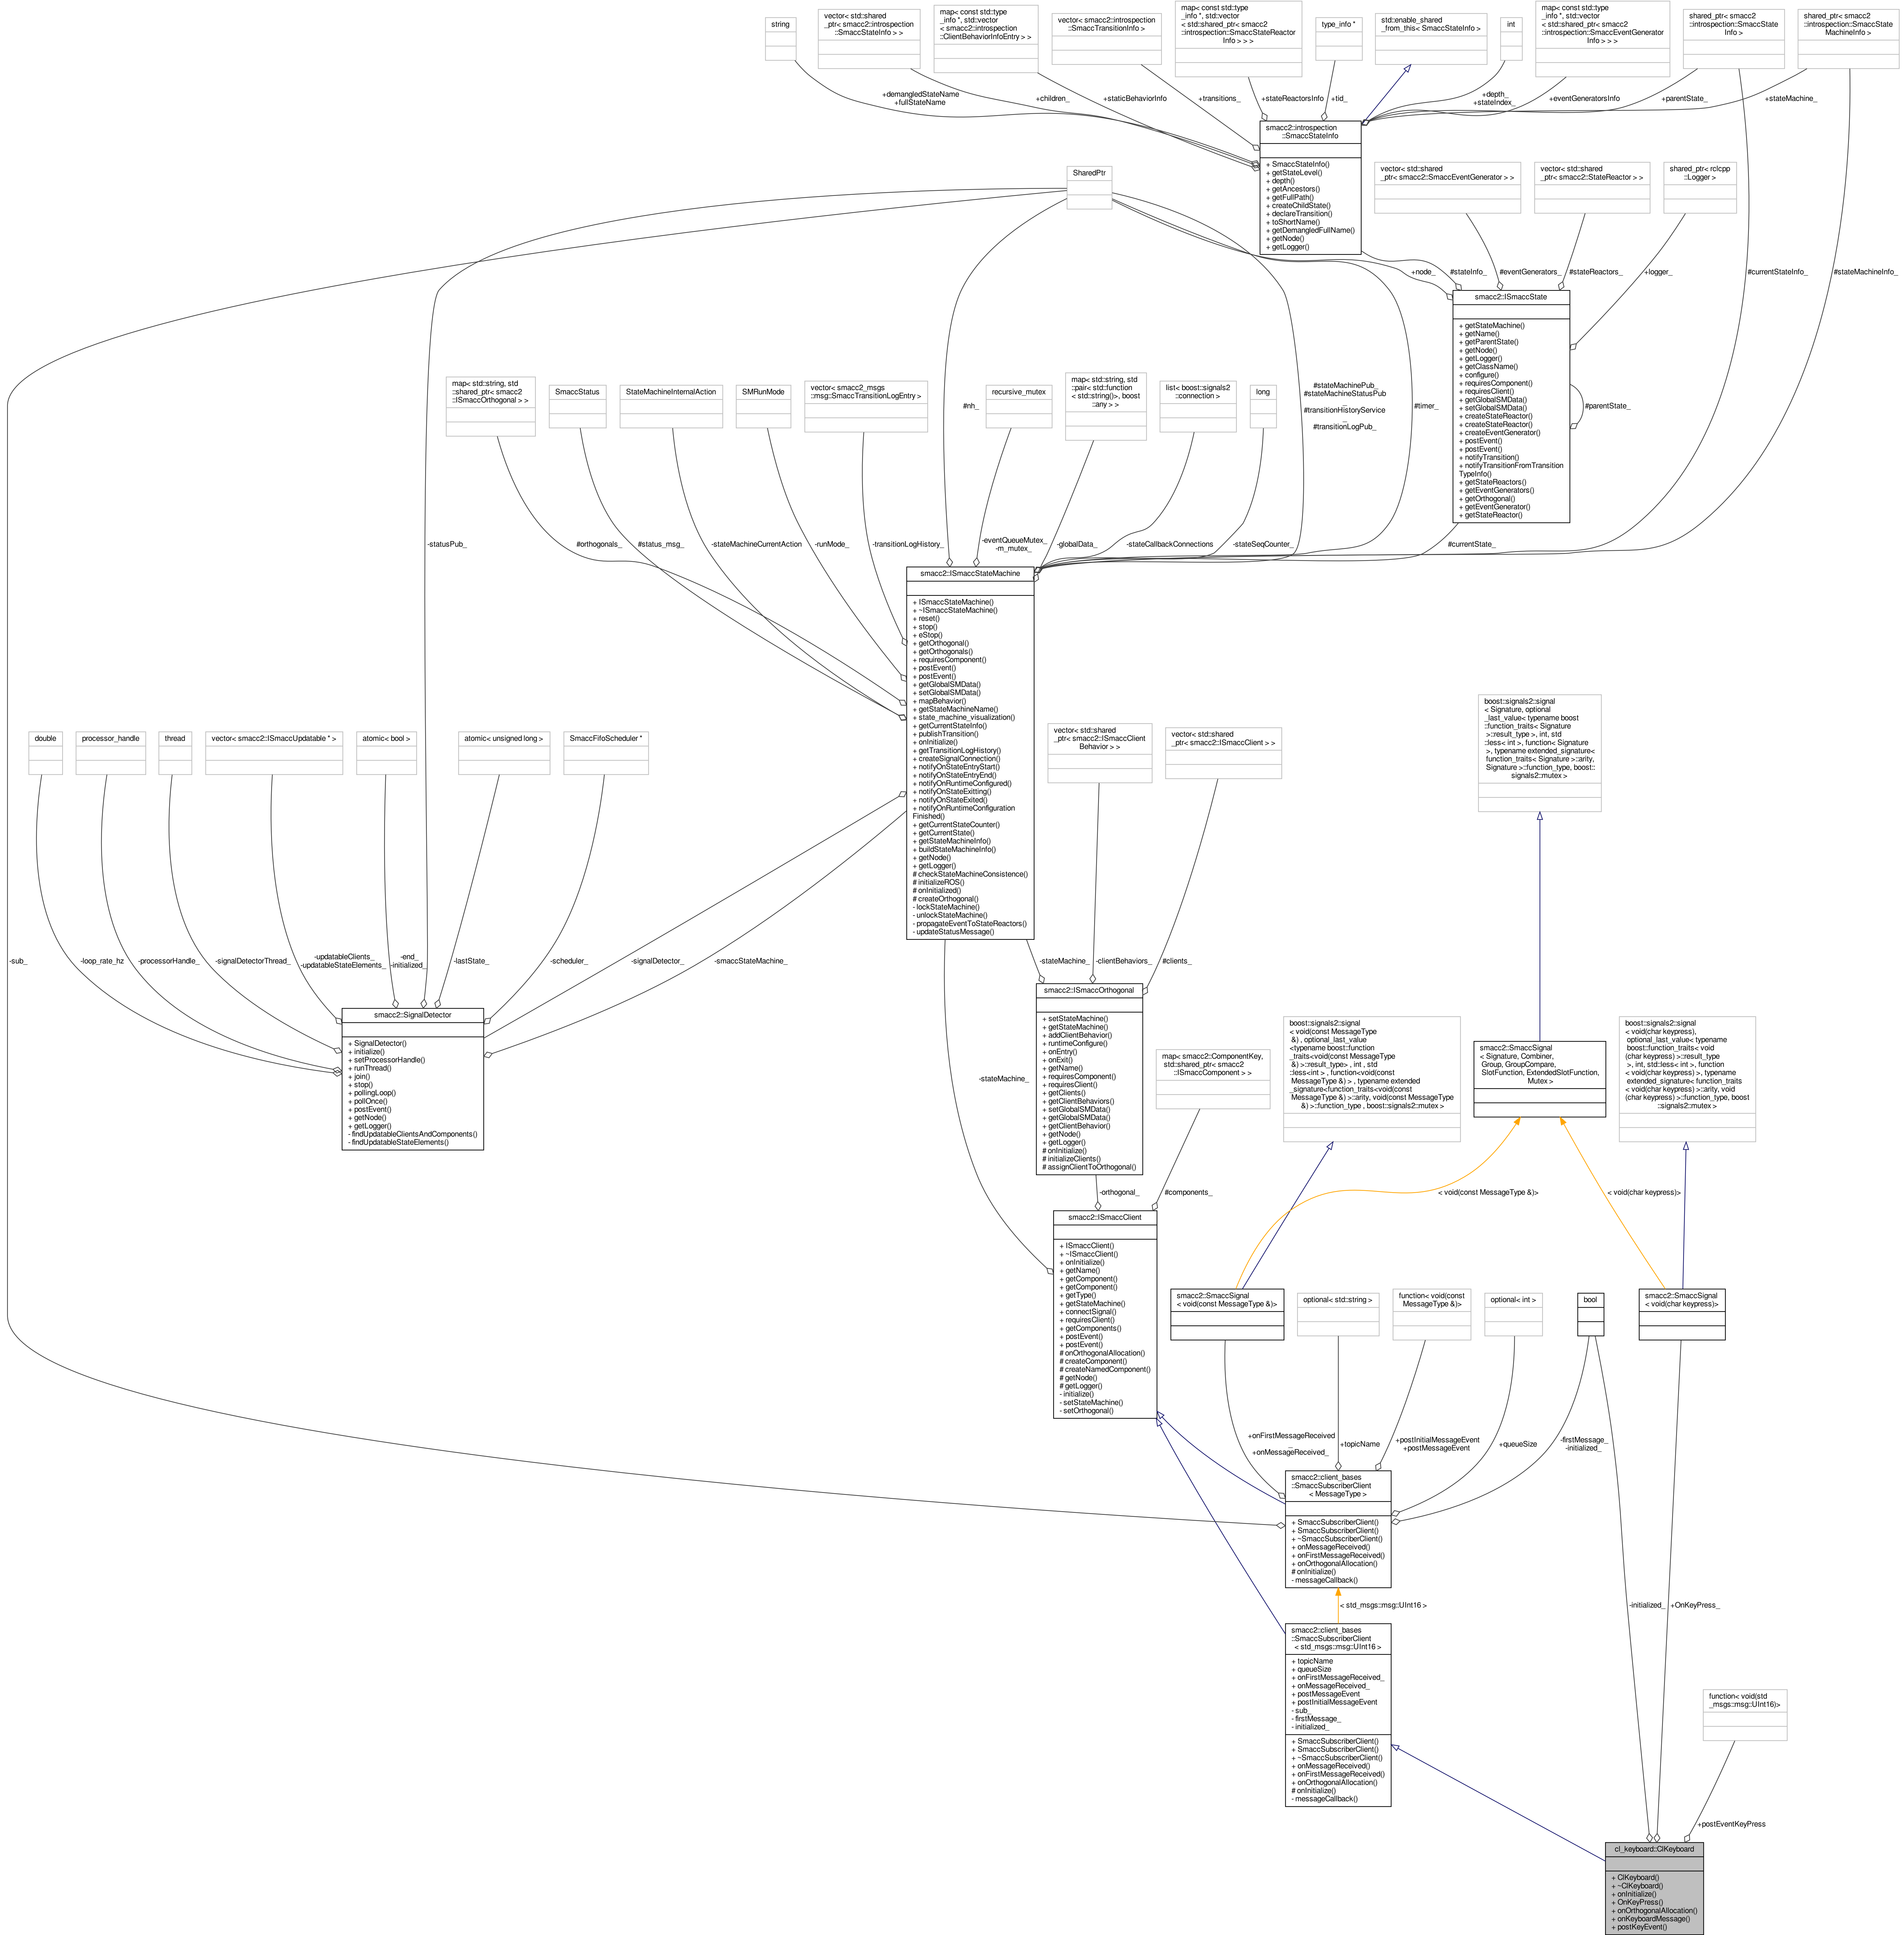 string
vector< std::shared
_ptr< smacc2::introspection
::SmaccStateInfo > >
map< const std::type
_info *, std::vector
< smacc2::introspection
::ClientBehaviorInfoEntry > >
vector< smacc2::introspection
::SmaccTransitionInfo >
map< const std::type
_info *, std::vector
< std::shared_ptr< smacc2
::introspection::SmaccStateReactor
Info > > >
type_info *
std::enable_shared
_from_this< SmaccStateInfo >
int
map< const std::type
_info *, std::vector
< std::shared_ptr< smacc2
::introspection::SmaccEventGenerator
Info > > >
shared_ptr< smacc2
::introspection::SmaccState
Info >
shared_ptr< smacc2
::introspection::SmaccState
MachineInfo >
+demangledStateName
+fullStateName
+children_
+staticBehaviorInfo
+transitions_
+stateReactorsInfo
+tid_
+depth_
+stateIndex_
+eventGeneratorsInfo
+parentState_
+stateMachine_
smacc2::introspection
::SmaccStateInfo
+ SmaccStateInfo()
+ getStateLevel()
+ depth()
+ getAncestors()
+ getFullPath()
+ createChildState()
+ declareTransition()
+ toShortName()
+ getDemangledFullName()
+ getNode()
+ getLogger()
SharedPtr
vector< std::shared
_ptr< smacc2::SmaccEventGenerator > >
vector< std::shared
_ptr< smacc2::StateReactor > >
shared_ptr< rclcpp
::Logger >
+node_
#stateInfo_
#eventGenerators_
#stateReactors_
+logger_
#currentStateInfo_
#stateMachineInfo_
smacc2::ISmaccState
+ getStateMachine()
+ getName()
+ getParentState()
+ getNode()
+ getLogger()
+ getClassName()
+ configure()
+ requiresComponent()
+ requiresClient()
+ getGlobalSMData()
+ setGlobalSMData()
+ createStateReactor()
+ createStateReactor()
+ createEventGenerator()
+ postEvent()
+ postEvent()
+ notifyTransition()
+ notifyTransitionFromTransition
TypeInfo()
+ getStateReactors()
+ getEventGenerators()
+ getOrthogonal()
+ getEventGenerator()
+ getStateReactor()
#parentState_
map< std::string, std
::shared_ptr< smacc2
::ISmaccOrthogonal > >
SmaccStatus
StateMachineInternalAction
SMRunMode
vector< smacc2_msgs
::msg::SmaccTransitionLogEntry >
#nh_
recursive_mutex
map< std::string, std
::pair< std::function
< std::string()>, boost
::any > >
list< boost::signals2
::connection >
long
#stateMachinePub_
#stateMachineStatusPub
_
#transitionHistoryService
_
#transitionLogPub_
#timer_
-statusPub_
#orthogonals_
#status_msg_
-stateMachineCurrentAction
-runMode_
-transitionLogHistory_
-eventQueueMutex_
-m_mutex_
-globalData_
-stateCallbackConnections
-stateSeqCounter_
#currentState_
smacc2::ISmaccStateMachine
+ ISmaccStateMachine()
+ ~ISmaccStateMachine()
+ reset()
+ stop()
+ eStop()
+ getOrthogonal()
+ getOrthogonals()
+ requiresComponent()
+ postEvent()
+ postEvent()
+ getGlobalSMData()
+ setGlobalSMData()
+ mapBehavior()
+ getStateMachineName()
+ state_machine_visualization()
+ getCurrentStateInfo()
+ publishTransition()
+ onInitialize()
+ getTransitionLogHistory()
+ createSignalConnection()
+ notifyOnStateEntryStart()
+ notifyOnStateEntryEnd()
+ notifyOnRuntimeConfigured()
+ notifyOnStateExitting()
+ notifyOnStateExited()
+ notifyOnRuntimeConfiguration
Finished()
+ getCurrentStateCounter()
+ getCurrentState()
+ getStateMachineInfo()
+ buildStateMachineInfo()
+ getNode()
+ getLogger()
# checkStateMachineConsistence()
# initializeROS()
# onInitialized()
# createOrthogonal()
- lockStateMachine()
- unlockStateMachine()
- propagateEventToStateReactors()
- updateStatusMessage()
double
processor_handle
thread
vector< smacc2::ISmaccUpdatable * >
atomic< bool >
atomic< unsigned long >
SmaccFifoScheduler *
vector< std::shared
_ptr< smacc2::ISmaccClient
Behavior > >
vector< std::shared
_ptr< smacc2::ISmaccClient > >
boost::signals2::signal
< Signature, optional
_last_value< typename boost
::function_traits< Signature
>::result_type >, int, std
::less< int >, function< Signature
>, typename extended_signature<
function_traits< Signature >::arity,
Signature >::function_type, boost::
signals2::mutex >
-sub_
-loop_rate_hz
-processorHandle_
-signalDetectorThread_
-updatableClients_
-updatableStateElements_
-end_
-initialized_
-lastState_
-scheduler_
-signalDetector_
-smaccStateMachine_
-stateMachine_
-clientBehaviors_
#clients_
smacc2::SignalDetector
+ SignalDetector()
+ initialize()
+ setProcessorHandle()
+ runThread()
+ join()
+ stop()
+ pollingLoop()
+ pollOnce()
+ postEvent()
+ getNode()
+ getLogger()
- findUpdatableClientsAndComponents()
- findUpdatableStateElements()
smacc2::ISmaccOrthogonal
+ setStateMachine()
+ getStateMachine()
+ addClientBehavior()
+ runtimeConfigure()
+ onEntry()
+ onExit()
+ getName()
+ requiresComponent()
+ requiresClient()
+ getClients()
+ getClientBehaviors()
+ setGlobalSMData()
+ getGlobalSMData()
+ getClientBehavior()
+ getNode()
+ getLogger()
# onInitialize()
# initializeClients()
# assignClientToOrthogonal()
map< smacc2::ComponentKey,
std::shared_ptr< smacc2
::ISmaccComponent > >
boost::signals2::signal
< void(const MessageType
&) , optional_last_value
<typename boost::function
_traits<void(const MessageType
&) >::result_type> , int , std
::less<int > , function<void(const
MessageType &) > , typename extended
_signature<function_traits<void(const
MessageType &) >::arity, void(const MessageType
&) >::function_type , boost::signals2::mutex >
smacc2::SmaccSignal
< Signature, Combiner,
Group, GroupCompare,
SlotFunction, ExtendedSlotFunction,
Mutex >
boost::signals2::signal
< void(char keypress),
optional_last_value< typename
boost::function_traits< void
(char keypress) >::result_type
>, int, std::less< int >, function
< void(char keypress) >, typename
extended_signature< function_traits
< void(char keypress) >::arity, void
(char keypress) >::function_type, boost
::signals2::mutex >
-stateMachine_
-orthogonal_
#components_
< void(const MessageType &)>
< void(char keypress)>
smacc2::ISmaccClient
+ ISmaccClient()
+ ~ISmaccClient()
+ onInitialize()
+ getName()
+ getComponent()
+ getComponent()
+ getType()
+ getStateMachine()
+ connectSignal()
+ requiresClient()
+ getComponents()
+ postEvent()
+ postEvent()
# onOrthogonalAllocation()
# createComponent()
# createNamedComponent()
# getNode()
# getLogger()
- initialize()
- setStateMachine()
- setOrthogonal()
smacc2::SmaccSignal
< void(const MessageType &)>
optional< std::string >
function< void(const
MessageType &)>
optional< int >
bool
smacc2::SmaccSignal
< void(char keypress)>
+onFirstMessageReceived
_
+onMessageReceived_
+topicName
+postInitialMessageEvent
+postMessageEvent
+queueSize
-firstMessage_
-initialized_
smacc2::client_bases
::SmaccSubscriberClient
< MessageType >
+ SmaccSubscriberClient()
+ SmaccSubscriberClient()
+ ~SmaccSubscriberClient()
+ onMessageReceived()
+ onFirstMessageReceived()
+ onOrthogonalAllocation()
# onInitialize()
- messageCallback()
< std_msgs::msg::UInt16 >
-initialized_
+OnKeyPress_
smacc2::client_bases
::SmaccSubscriberClient
< std_msgs::msg::UInt16 >
+ topicName
+ queueSize
+ onFirstMessageReceived_
+ onMessageReceived_
+ postMessageEvent
+ postInitialMessageEvent
- sub_
- firstMessage_
- initialized_
+ SmaccSubscriberClient()
+ SmaccSubscriberClient()
+ ~SmaccSubscriberClient()
+ onMessageReceived()
+ onFirstMessageReceived()
+ onOrthogonalAllocation()
# onInitialize()
- messageCallback()
function< void(std
_msgs::msg::UInt16)>
+postEventKeyPress
cl_keyboard::ClKeyboard
+ ClKeyboard()
+ ~ClKeyboard()
+ onInitialize()
+ OnKeyPress()
+ onOrthogonalAllocation()
+ onKeyboardMessage()
+ postKeyEvent()